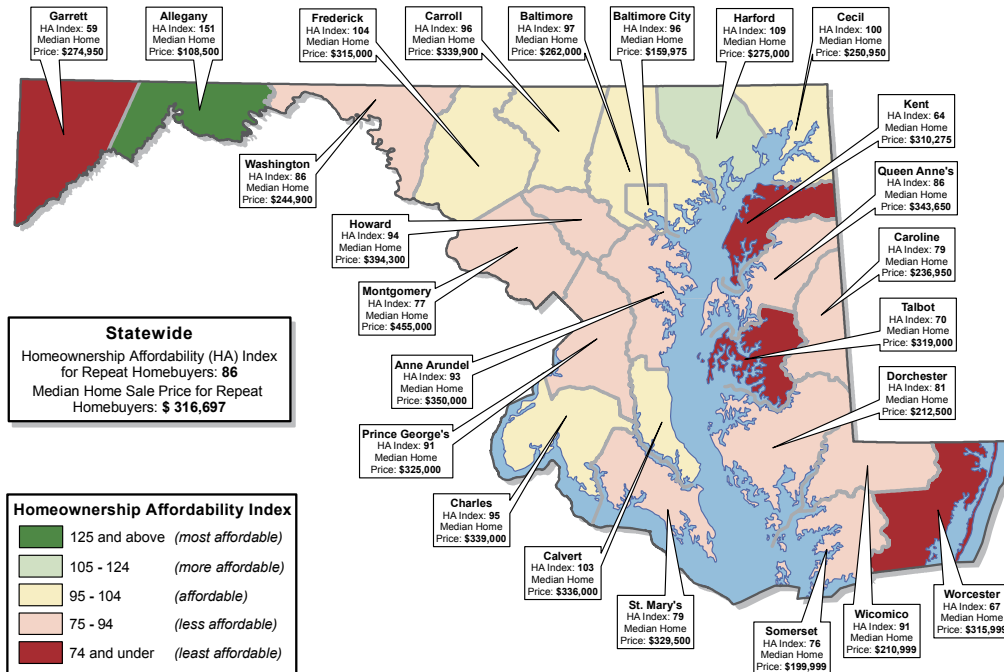 Garrett
HA Index: 59
Median Home
Price: $274,950
Allegany
HA Index: 151
Median Home
Price: $108,500
Frederick
HA Index: 104
Median Home
Price: $315,000
Carroll
HA Index: 96
Median Home
Price: $339,900
Baltimore
HA Index: 97
Median Home
Price: $262,000
Baltimore City
HA Index: 96
Median Home
Price: $159,975
Harford
HA Index: 109
Median Home
Price: $275,000
Cecil
HA Index: 100
Median Home
Price: $250,950
Kent
HA Index: 64
Median Home
Price: $310,275
Washington
HA Index: 86
Median Home
Price: $244,900
Queen Anne's
HA Index: 86
Median Home
Price: $343,650
Howard
HA Index: 94
Median Home
Price: $394,300
Caroline
HA Index: 79
Median Home
Price: $236,950
Montgomery
HA Index: 77
Median Home
Price: $455,000
Talbot
HA Index: 70
Median Home
Price: $319,000
Statewide
Homeownership Affordability (HA) Index
for Repeat Homebuyers: 86
Median Home Sale Price for Repeat
Homebuyers: $ 316,697
Anne Arundel
HA Index: 93
Median Home
Price: $350,000
Dorchester
HA Index: 81
Median Home
Price: $212,500
Prince George's
HA Index: 91
Median Home
Price: $325,000
Charles
HA Index: 95
Median Home
Price: $339,000
Calvert
HA Index: 103
Median Home
Price: $336,000
St. Mary's
HA Index: 79
Median Home
Price: $329,500
Somerset
HA Index: 76
Median Home
Price: $199,999
Wicomico
HA Index: 91
Median Home
Price: $210,999
Worcester
HA Index: 67
Median Home
Price: $315,999
Homeownership Affordability Index
125 and above (most affordable)
105 - 124 (more affordable)
95 - 104 (affordable)
75 - 94 (less affordable)
74 and under (least affordable)